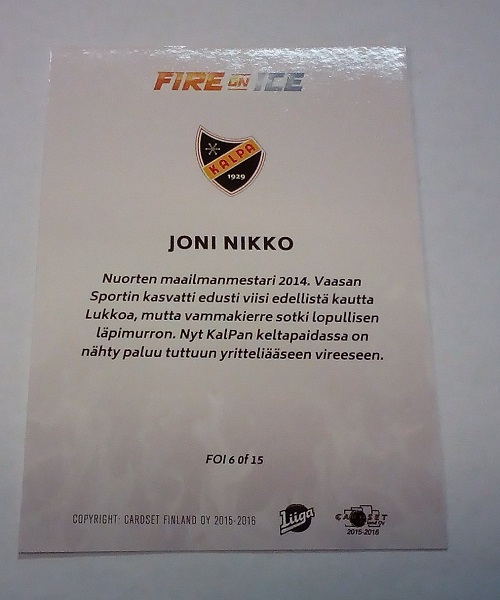 FIRE ON ICE
KALPA
1929
JONI NIKKO
Nuorten maailmanmestari 2014. Vaasan
Sportin kasvatti edusti viisi edellistä kautta
Lukkoa, mutta vammakierre sotki lopullisen
läpimurron. Nyt KalPan keltapaidassa on
nähty paluu tuttuun yritteliääseen vireeseen.
FOI 6 0f 15
COPYRIGHT: CARDSET FINLAND OY 2015-2016
Liiga
CARDSET
2015-2016